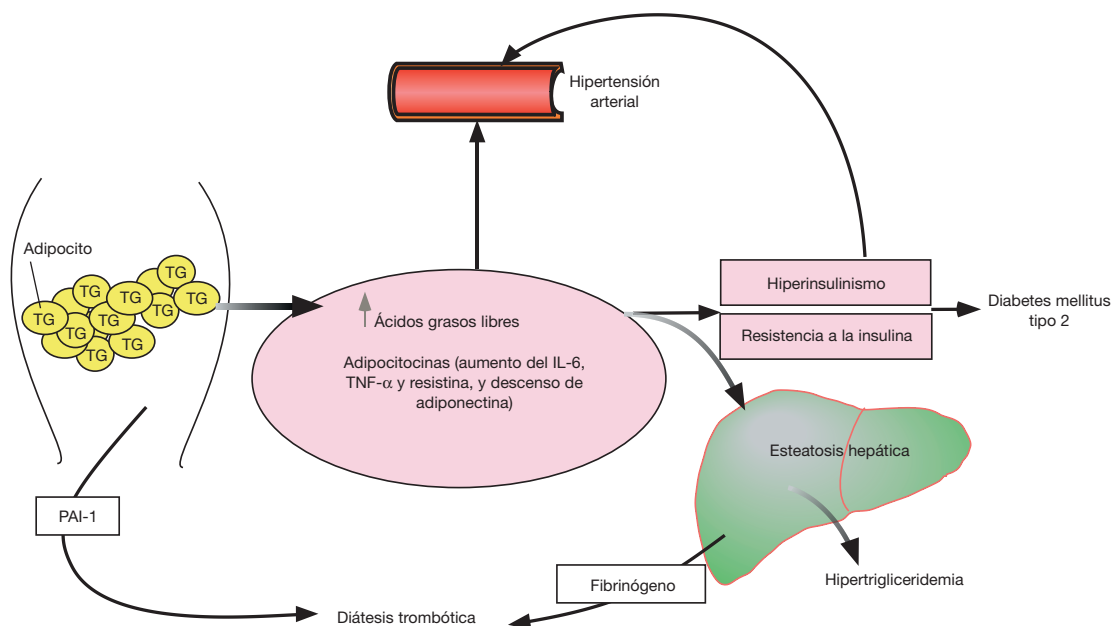 Hipertensión
arterial
Adipocito
TG
TG
TG
TG
TG
TG
TG
TG
TG
TG
TG
Ácidos grasos libres
Adipocitocinas (aumento del IL-6,
TNF-α y resistina, y descenso de
adiponectina)
Hiperinsulinismo
Resistencia a la insulina
Diabetes mellitus
tipo 2
Esteatosis hepática
PAI-1
Fibrinógeno
Hipertrigliceridemia
Diátesis trombótica